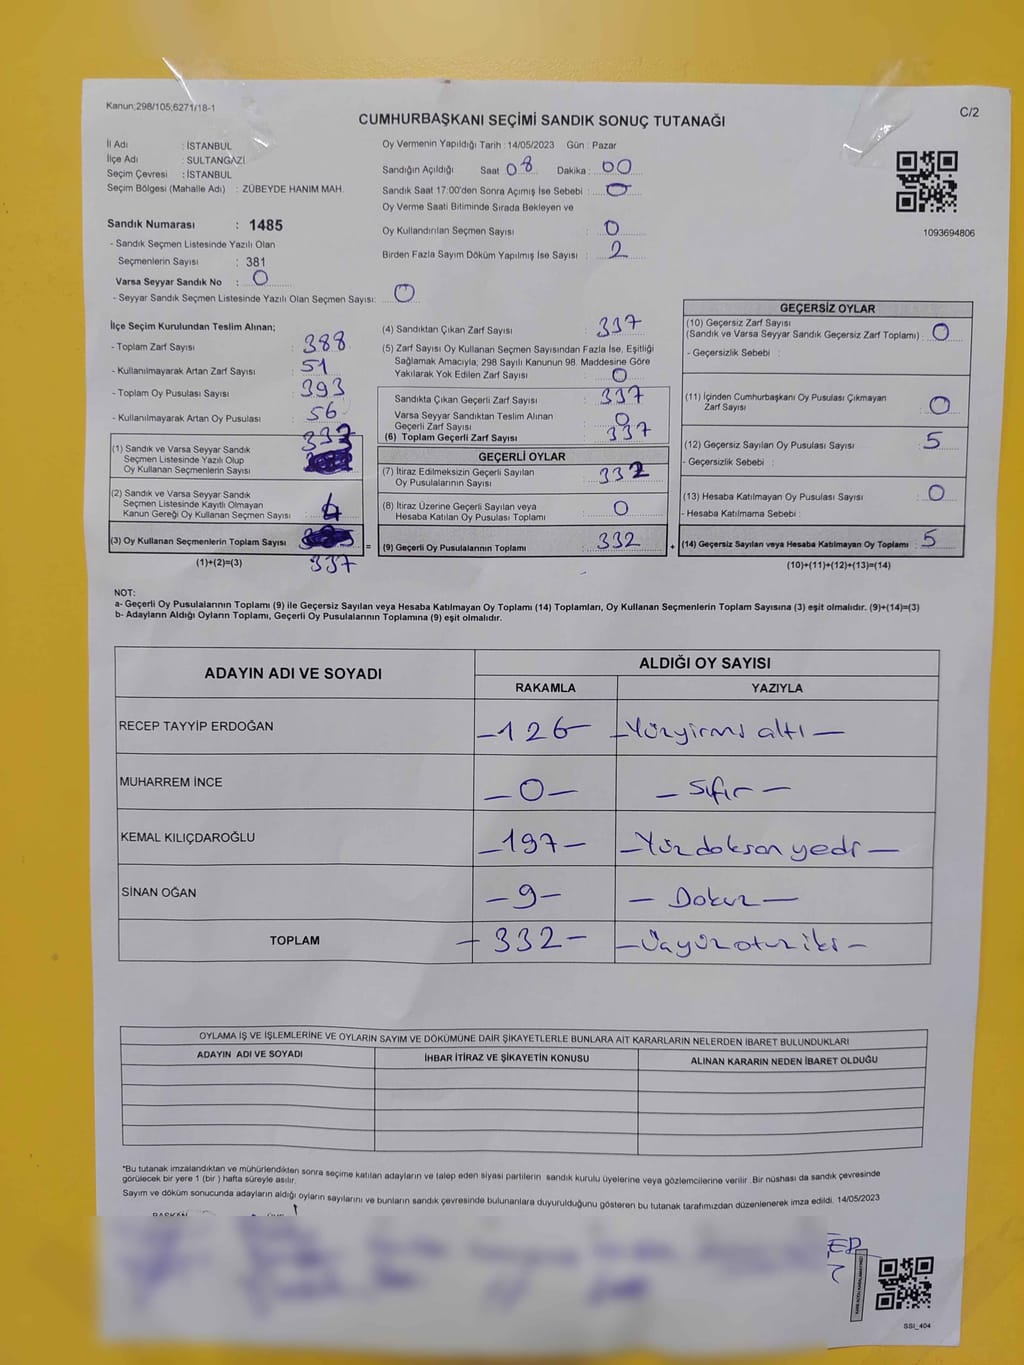 Kanun;298/105;6271/18-1
C/2
CUMHURBAŞKANI SEÇİMİ SANDIK SONUÇ TUTANAĞI
İl Adı : İSTANBUL
İlçe Adı : SULTANGAZİ
Seçim Çevresi : İSTANBUL
Seçim Bölgesi (Mahalle Adı) : ZÜBEYDE HANIM MAH.
Sandık Numarası : 1485
- Sandık Seçmen Listesinde Yazılı Olan
Seçmenlerin Sayısı : 381
Varsa Seyyar Sandık No : 0
- Seyyar Sandık Seçmen Listesinde Yazılı Olan Seçmen Sayısı: 0
Oy Vermenin Yapıldığı Tarih : 14/05/2023 Gün : Pazar
Sandığın Açıldığı Saat 08 Dakika : 00
Sandık Saat 17:00'den Sonra Açımış İse Sebebi : 0
Oy Verme Saati Bitiminde Sırada Bekleyen ve
Oy Kullandırılan Seçmen Sayısı : 0
Birden Fazla Sayım Döküm Yapılmış İse Sayısı : 2
1093694806
İlçe Seçim Kurulundan Teslim Alınan;
- Toplam Zarf Sayısı : 388
- Kullanılmayarak Artan Zarf Sayısı : 51
- Toplam Oy Pusulası Sayısı : 393
- Kullanılmayarak Artan Oy Pusulası : 56
(1) Sandık ve Varsa Seyyar Sandık
Seçmen Listesinde Yazılı Olup
Oy Kullanan Seçmenlerin Sayısı
(2) Sandık ve Varsa Seyyar Sandık
Seçmen Listesinde Kayıtlı Olmayan
Kanun Gereği Oy Kullanan Seçmen Sayısı :
(3) Oy Kullanan Seçmenlerin Toplam Sayısı
(1)+(2)=(3) 337
(4) Sandıktan Çıkan Zarf Sayısı : 337
(5) Zarf Sayısı Oy Kullanan Seçmen Sayısından Fazla İse, Eşitliği
Sağlamak Amacıyla; 298 Sayılı Kanunun 98. Maddesine Göre
Yakılarak Yok Edilen Zarf Sayısı : 0
Sandıkta Çıkan Geçerli Zarf Sayısı : 337
Varsa Seyyar Sandıktan Teslim Alınan
Geçerli Zarf Sayısı : 0
(6) Toplam Geçerli Zarf Sayısı : 337
GEÇERLİ OYLAR
(7) İtiraz Edilmeksizin Geçerli Sayılan
Oy Pusulalarının Sayısı : 332
(8) İtiraz Üzerine Geçerli Sayılan veya
Hesaba Katılan Oy Pusulası Toplamı : 0
= (9) Geçerli Oy Pusulalarının Toplamı : 332 +
GEÇERSİZ OYLAR
(10) Geçersiz Zarf Sayısı
(Sandık ve Varsa Seyyar Sandık Geçersiz Zarf Toplamı) : 0
- Geçersizlik Sebebi :
(11) İçinden Cumhurbaşkanı Oy Pusulası Çıkmayan
Zarf Sayısı : 0
(12) Geçersiz Sayılan Oy Pusulası Sayısı : 5
- Geçersizlik Sebebi :
(13) Hesaba Katılmayan Oy Pusulası Sayısı : 0
- Hesaba Katılmama Sebebi :
(14) Geçersiz Sayılan veya Hesaba Katılmayan Oy Toplamı : 5
(10)+(11)+(12)+(13)=(14)
NOT:
a- Geçerli Oy Pusulalarının Toplamı (9) ile Geçersiz Sayılan veya Hesaba Katılmayan Oy Toplamı (14) Toplamları, Oy Kullanan Seçmenlerin Toplam Sayısına (3) eşit olmalıdır. (9)+(14)=(3)
b- Adayların Aldığı Oyların Toplamı, Geçerli Oy Pusulalarının Toplamına (9) eşit olmalıdır.
ADAYIN ADI VE SOYADI ALDIĞI OY SAYISI
RAKAMLA YAZIYLA
RECEP TAYYİP ERDOĞAN -126- -Yüzyirmi altı-
MUHARREM İNCE -0- -Sıfır-
KEMAL KILIÇDAROĞLU -197- -Yüz doksan yedi-
SİNAN OĞAN -9- -Dokuz-
TOPLAM -332- -Üçyüz otuz iki-
OYLAMA İŞ VE İŞLEMLERİNE VE OYLARIN SAYIM VE DÖKÜMÜNE DAİR ŞİKAYETLERLE BUNLARA AİT KARARLARIN NELERDEN İBARET BULUNDUKLARI
ADAYIN ADI VE SOYADI İHBAR İTİRAZ VE ŞİKAYETİN KONUSU ALINAN KARARIN NEDEN İBARET OLDUĞU
"Bu tutanak imzalandıktan ve mühürlendikten sonra seçime katılan adayların ve talep eden siyasi partilerin sandık kurulu üyelerine veya gözlemcilerine verilir. Bir nüshası da sandık çevresinde
görülecek bir yere 1 (bir ) hafta süreyle asılır.
Sayım ve döküm sonucunda adayların aldığı oyların sayılarını ve bunların sandık çevresinde bulunanlara duyurulduğunu gösteren bu tutanak tarafımızdan düzenlenerek imza edildi. 14/05/2023
BAŞKAN
SSI_404